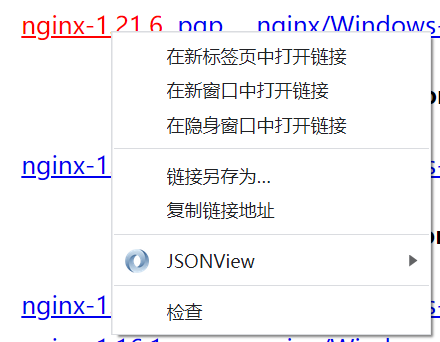 nginx-1.21.6 pgp nginx/Windows-
在新标签页中打开链接
在新窗口中打开链接
在隐身窗口中打开链接
nginx-1
链接另存为...
复制链接地址
JSONView
nginx-1
检查